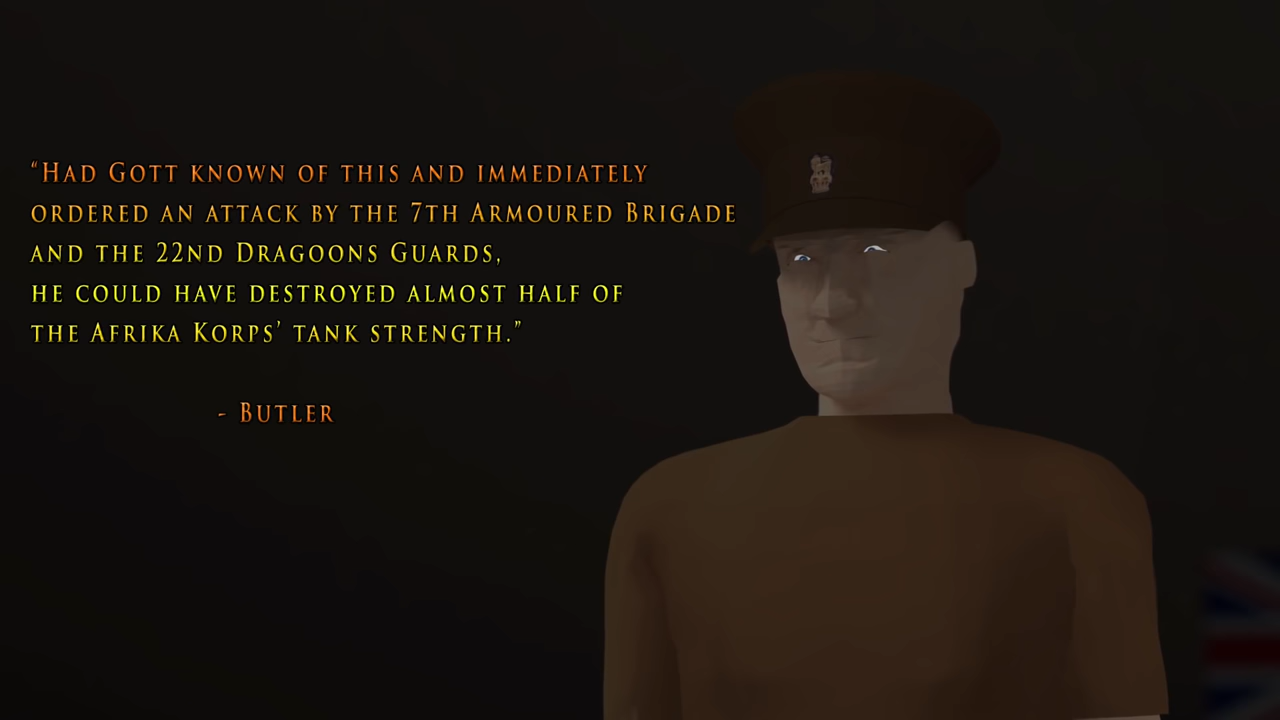 “Had Gott known of this and immediately
ordered an attack by the 7th Armoured Brigade
and the 22nd Dragoons Guards,
he could have destroyed almost half of
the Afrika Korps’ tank strength.”
- Butler